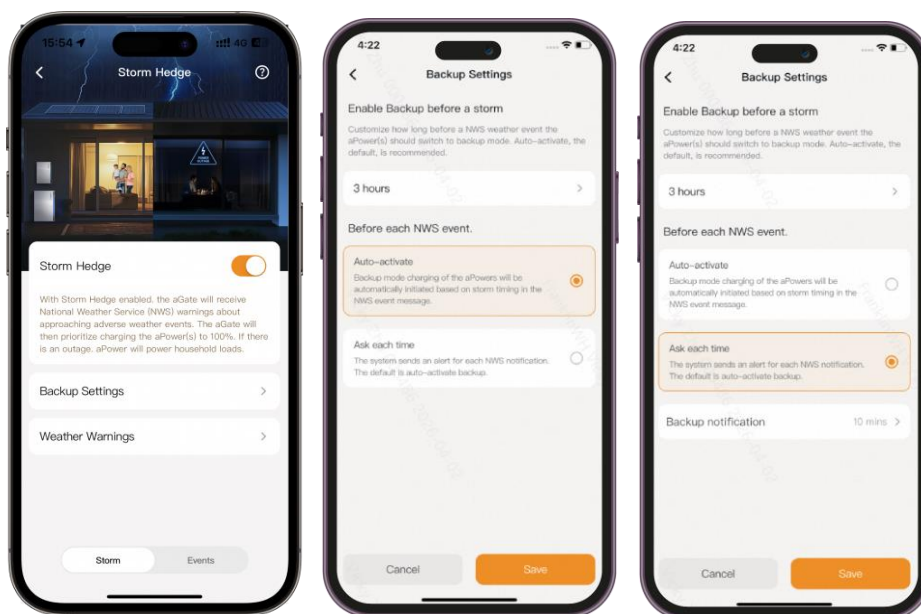 15:54
4G
Storm Hedge
POWER OUTAGE
Storm Hedge
With Storm Hedge enabled. the aGate will receive
National Weather Service (NWS) warnings about
approaching adverse weather events. The aGate will
then prioritize charging the aPower(s) to 100%. If there
is an outage. aPower will power household loads.
Backup Settings
Weather Warnings
Storm
Events
4:22
Backup Settings
Enable Backup before a storm
Customize how long before a NWS weather event the
aPower(s) should switch to backup mode. Auto-activate, the
default, is recommended.
3 hours
Before each NWS event.
Auto-activate
Backup mode charging of the aPowers will be
automatically initiated based on storm timing in the
NWS event message.
Ask each time
The system sends an alert for each NWS notification.
The default is auto-activate backup.
Cancel
Save
4:22
Backup Settings
Enable Backup before a storm
Customize how long before a NWS weather event the
aPower(s) should switch to backup mode. Auto-activate, the
default, is recommended.
3 hours
Before each NWS event.
Auto-activate
Backup mode charging of the aPowers will be
automatically initiated based on storm timing in the
NWS event message.
Ask each time
The system sends an alert for each NWS notification.
The default is auto-activate backup.
Backup notification
10 mins
Cancel
Save